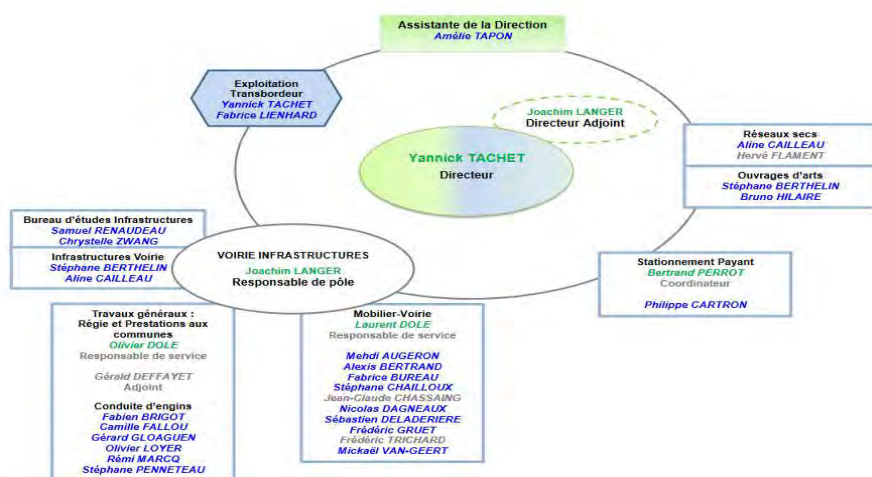 Assistante de la Direction
Amélie TAPON
Exploitation
Transbordeur
Yannick TACHET
Fabrice LIENHARD
Joachim LANGER
Directeur Adjoint
Yannick TACHET
Directeur
Réseaux secs
Aline CAILLEAU
Hervé FLAMENT
Ouvrages d'arts
Stéphane BERTHELIN
Bruno HILAIRE
Bureau d'études Infrastructures
Samuel RENAUDEAU
Chrystelle ZWANG
Infrastructures Voirie
Stéphane BERTHELIN
Aline CAILLEAU
VOIRIE INFRASTRUCTURES
Joachim LANGER
Responsable de pôle
Stationnement Payant
Bertrand PERROT
Coordinateur
Philippe CARTRON
Travaux généraux :
Régie et Prestations aux
communes
Olivier DOLE
Responsable de service
Gérald DEFFAYET
Adjoint
Conduite d'engins
Fabien BRIGOT
Camille FALLOU
Gérard GLOAGUEN
Olivier LOYER
Rémi MARCQ
Stéphane PENNETEAU
Mobilier-Voirie
Laurent DOLE
Responsable de service
Mehdi AUGERON
Alexis BERTRAND
Fabrice BUREAU
Stéphane CHAILLOUX
Jean-Claude CHASSAING
Nicolas DAGNEAUX
Sébastien DELADERIERE
Frédéric GRUET
Frédéric TRICHARD
Mickaël VAN-GEERT